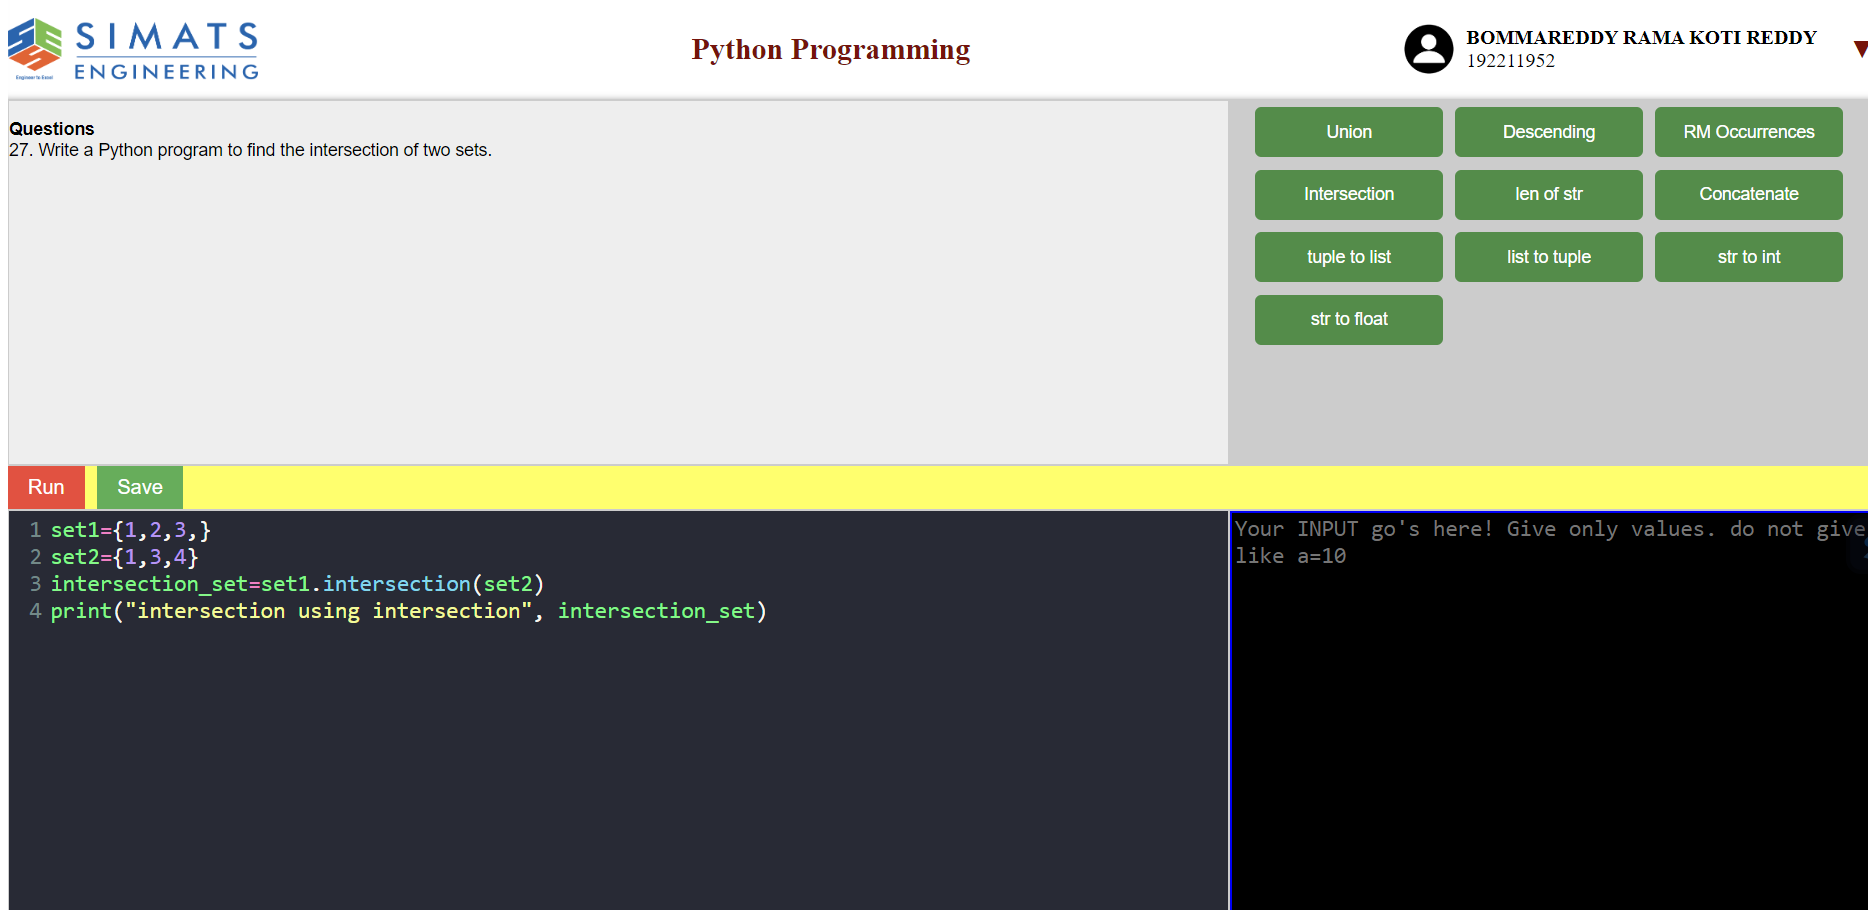 SIMATS
ENGINEERING
Engineer to Excel
Python Programming
BOMMAREDDY RAMA KOTI REDDY
192211952
Questions
27. Write a Python program to find the intersection of two sets.
Union
Descending
RM Occurrences
Intersection
len of str
Concatenate
tuple to list
list to tuple
str to int
str to float
Run
Save
1 set1={1,2,3,}
2 set2={1,3,4}
3 intersection_set=set1.intersection(set2)
4 print("intersection using intersection", intersection_set)
Your INPUT go's here! Give only values. do not give
like a=10